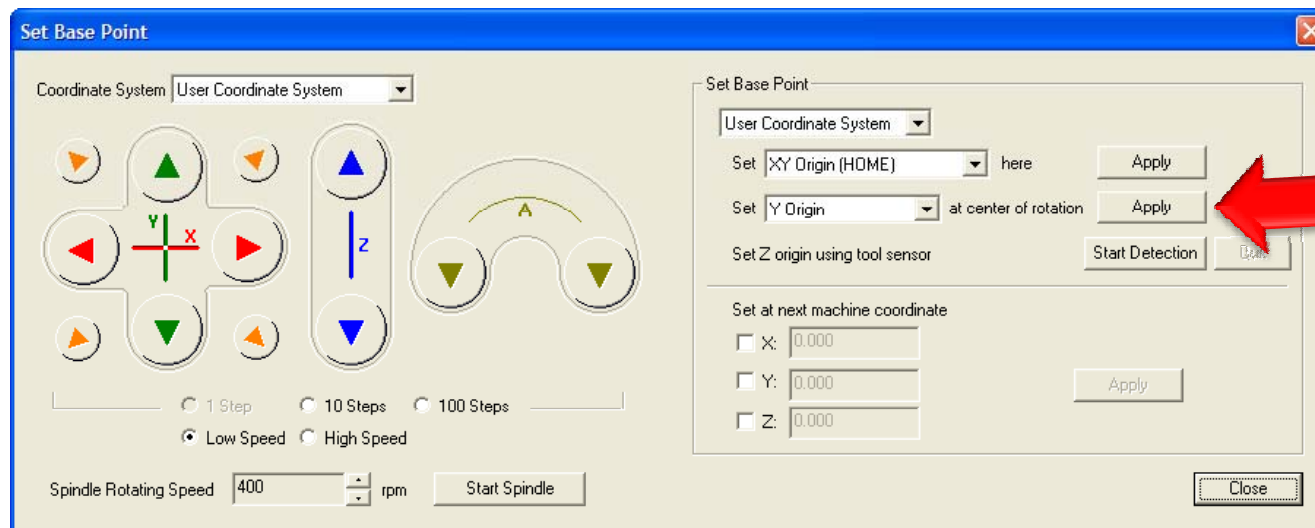 Set Base Point
Coordinate System User Coordinate System
Y
X
Z
A
1 Step 10 Steps 100 Steps
Low Speed High Speed
Spindle Rotating Speed 400 rpm Start Spindle
Set Base Point
User Coordinate System
Set XY Origin (HOME) here Apply
Set Y Origin at center of rotation Apply
Set Z origin using tool sensor Start Detection
Set at next machine coordinate
X: 0.000
Y: 0.000 Apply
Z: 0.000
Close